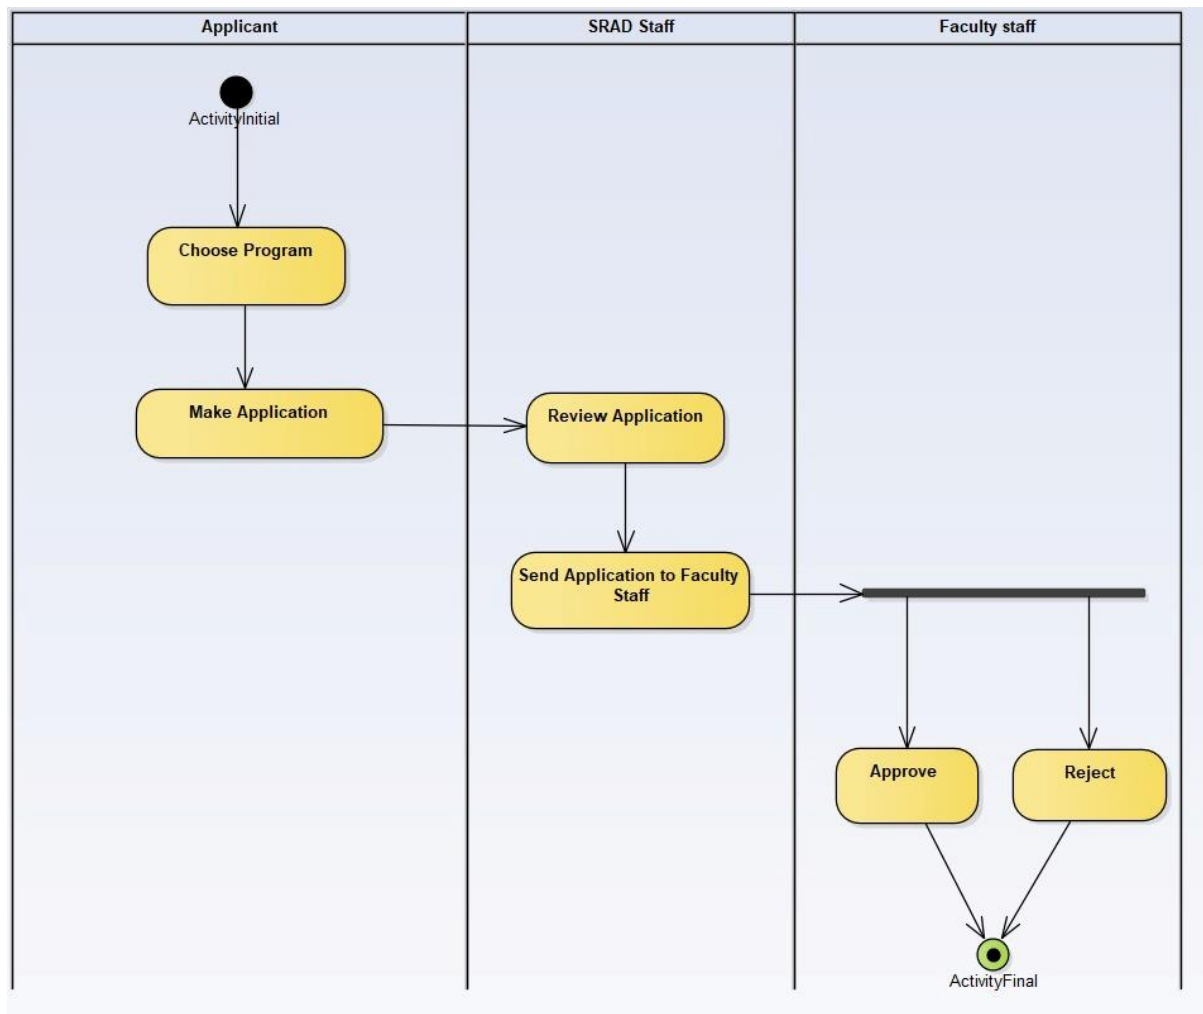 Applicant
SRAD Staff
Faculty staff
ActivityInitial
Choose Program
Make Application
Review Application
Send Application to Faculty
Staff
Approve
Reject
ActivityFinal